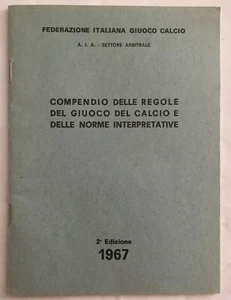 FEDERAZIONE ITALIANA GIUOCO CALCIO
A. I. A. - SETTORE ARBITRALE
COMPENDIO DELLE REGOLE
DEL GIUOCO DEL CALCIO E
DELLE NORME INTERPRETATIVE
2ª Edizione
1967